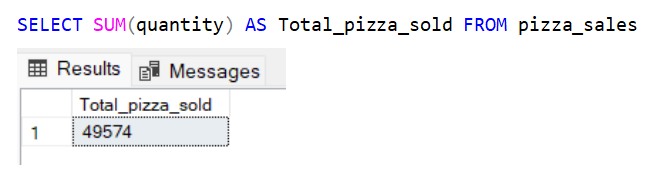 SELECT SUM(quantity) AS Total_pizza_sold FROM pizza_sales
Results Messages
Total_pizza_sold
1 49574